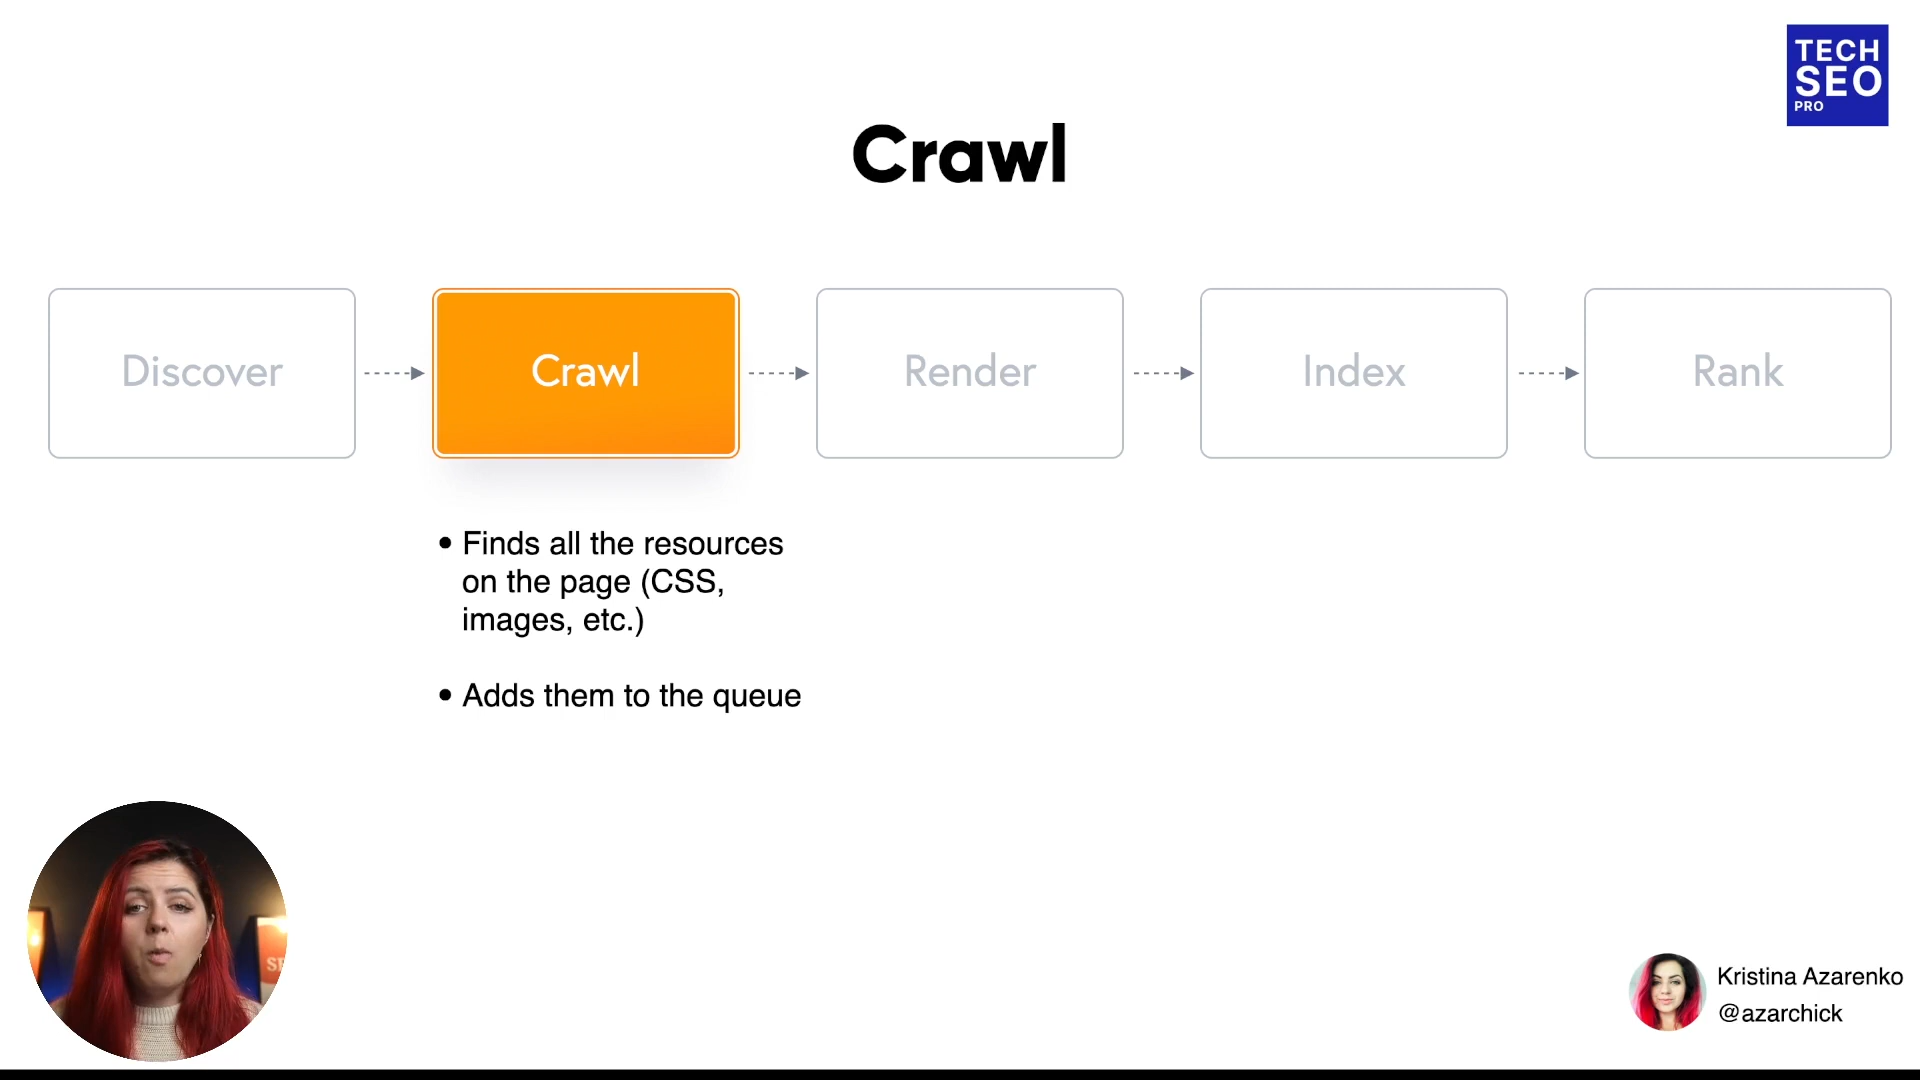 TECH
SEO
PRO
Crawl
Discover
Crawl
Render
Index
Rank
• Finds all the resources
on the page (CSS,
images, etc.)
• Adds them to the queue
Kristina Azarenko
@azarchick